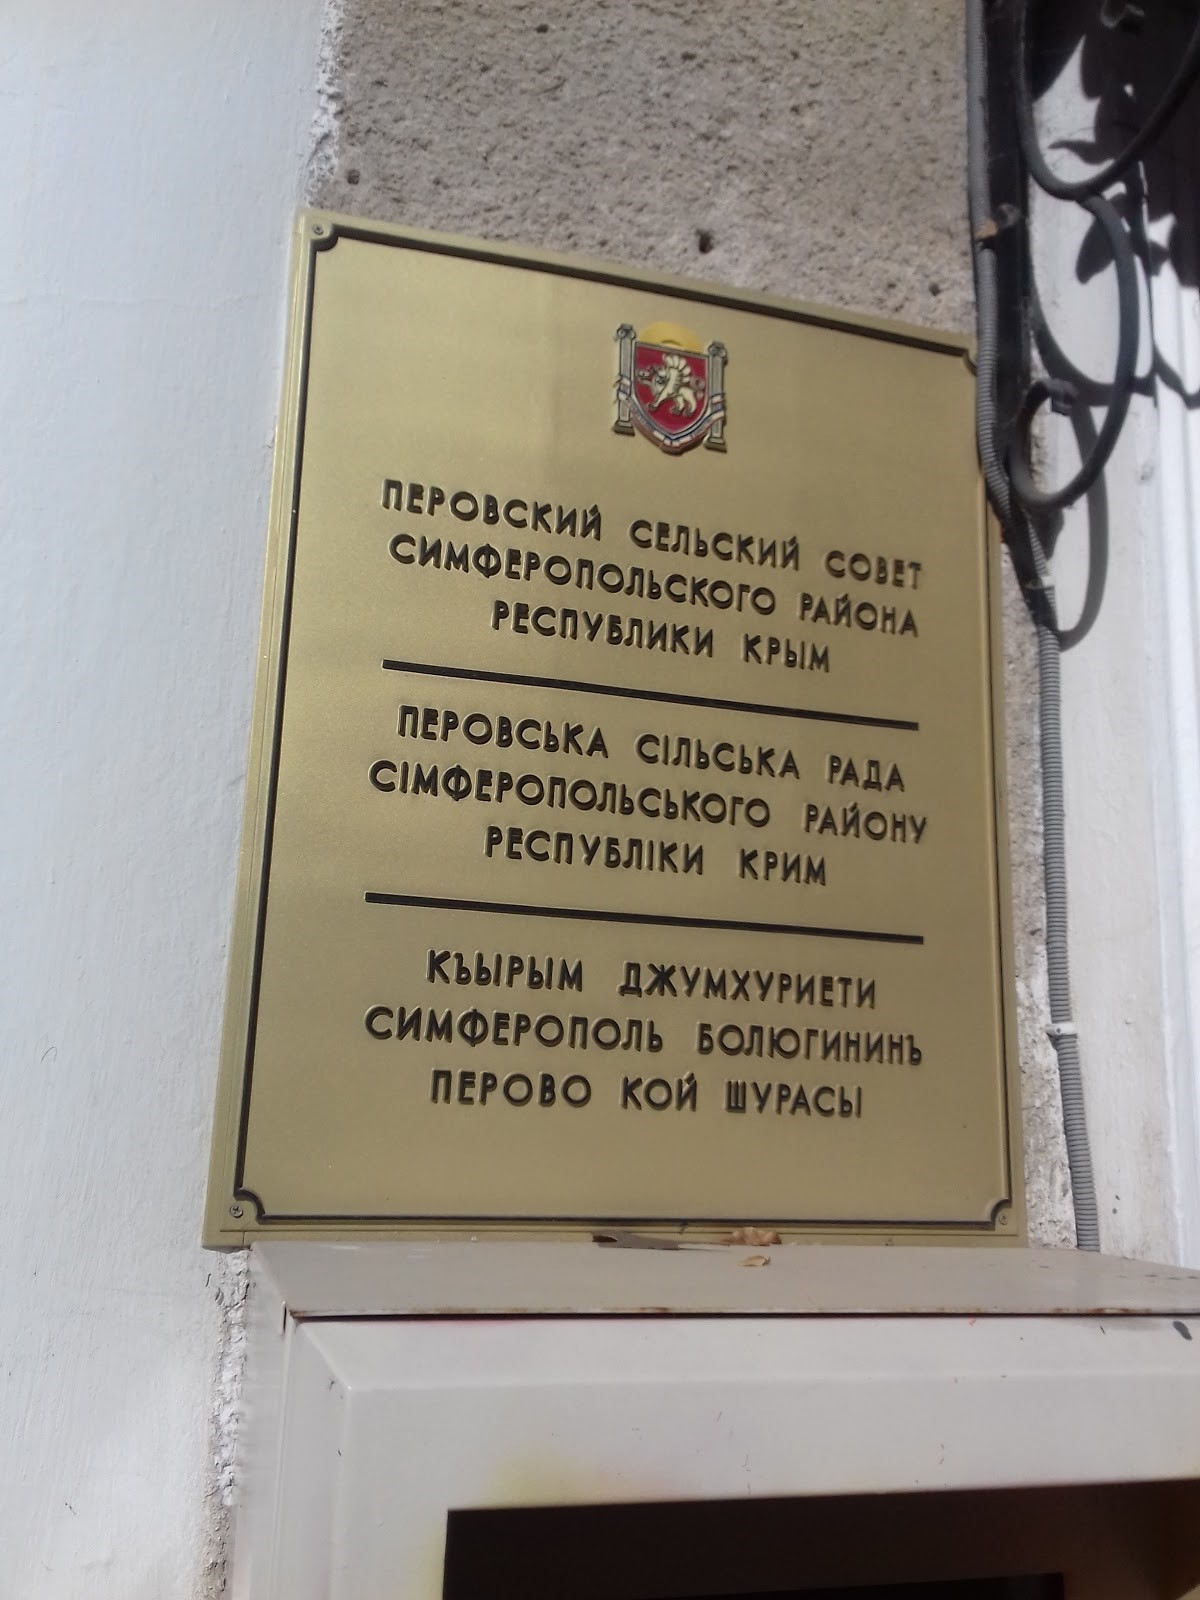 ПЕРОВСКИЙ СЕЛЬСКИЙ СОВЕТ
СИМФЕРОПОЛЬСКОГО РАЙОНА
РЕСПУБЛИКИ КРЫМ
ПЕРОВСЬКА СІЛЬСЬКА РАДА
СІМФЕРОПОЛЬСЬКОГО РАЙОНУ
РЕСПУБЛІКИ КРИМ
КЪЫРЫМ ДЖУМХУРИЕТИ
СИМФЕРОПОЛЬ БОЛЮГИНИНЪ
ПЕРОВО КОЙ ШУРАСЫ